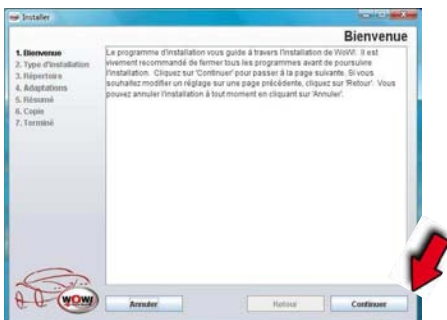 Installer
Bienvenue
1. Bienvenue
2. Type d'installation
3. Répertoire
4. Adaptations
5. Résumé
6. Copie
7. Terminé
Le programme d'installation vous guide à travers l'installation de WoW!. Il est
vivement recommandé de fermer tous les programmes avant de poursuivre
l'installation. Cliquez sur 'Continuer' pour passer à la page suivante. Si vous
souhaitez modifier un réglage sur une page précédente, cliquez sur 'Retour'. Vous
pouvez annuler l'installation à tout moment en cliquant sur 'Annuler'.
WOW!
Annuler
Retour
Continuer